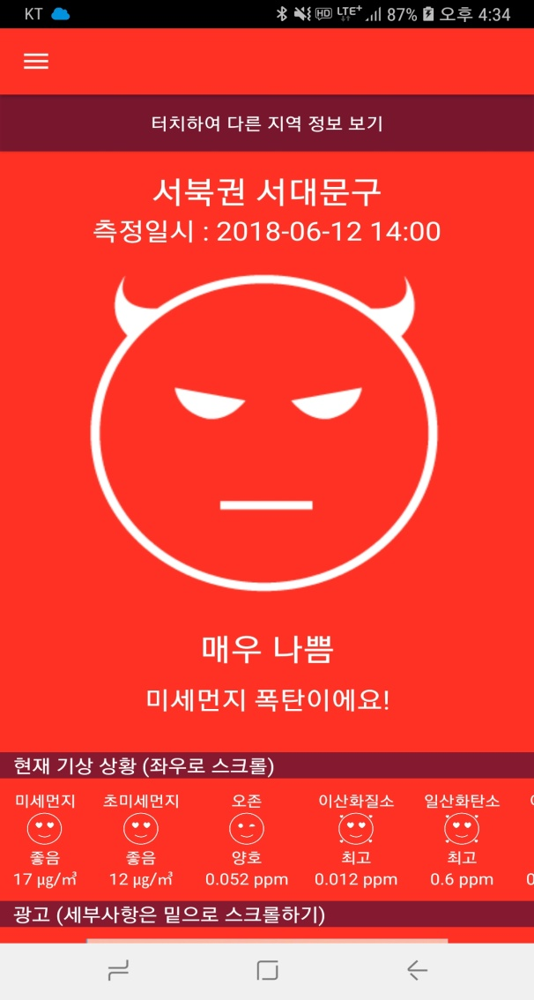 KT HD LTE+ 87% 오후 4:34
터치하여 다른 지역 정보 보기
서북권 서대문구
측정일시 : 2018-06-12 14:00
매우 나쁨
미세먼지 폭탄이에요!
현재 기상 상황 (좌우로 스크롤)
미세먼지 초미세먼지 오존 이산화질소 일산화탄소
좋음 좋음 양호 최고 최고
17 ㎍/㎥ 12 ㎍/㎥ 0.052 ppm 0.012 ppm 0.6 ppm
광고 (세부사항은 밑으로 스크롤하기)